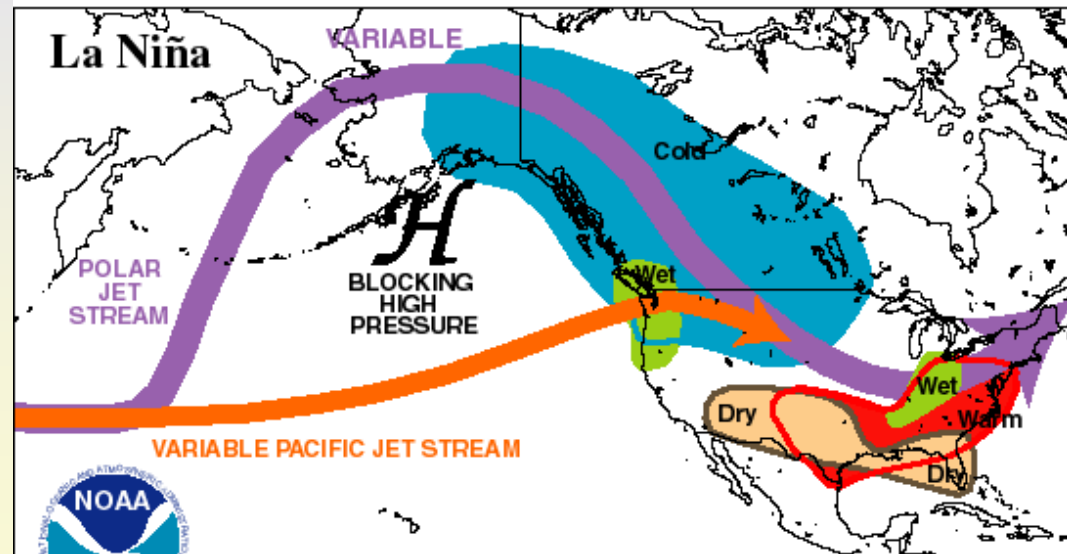 La Niña
VARIABLE
Cold
POLAR
JET
STREAM
H
BLOCKING
HIGH
PRESSURE
Wet
VARIABLE PACIFIC JET STREAM
Dry
Wet
Warm
Dry
NOAA